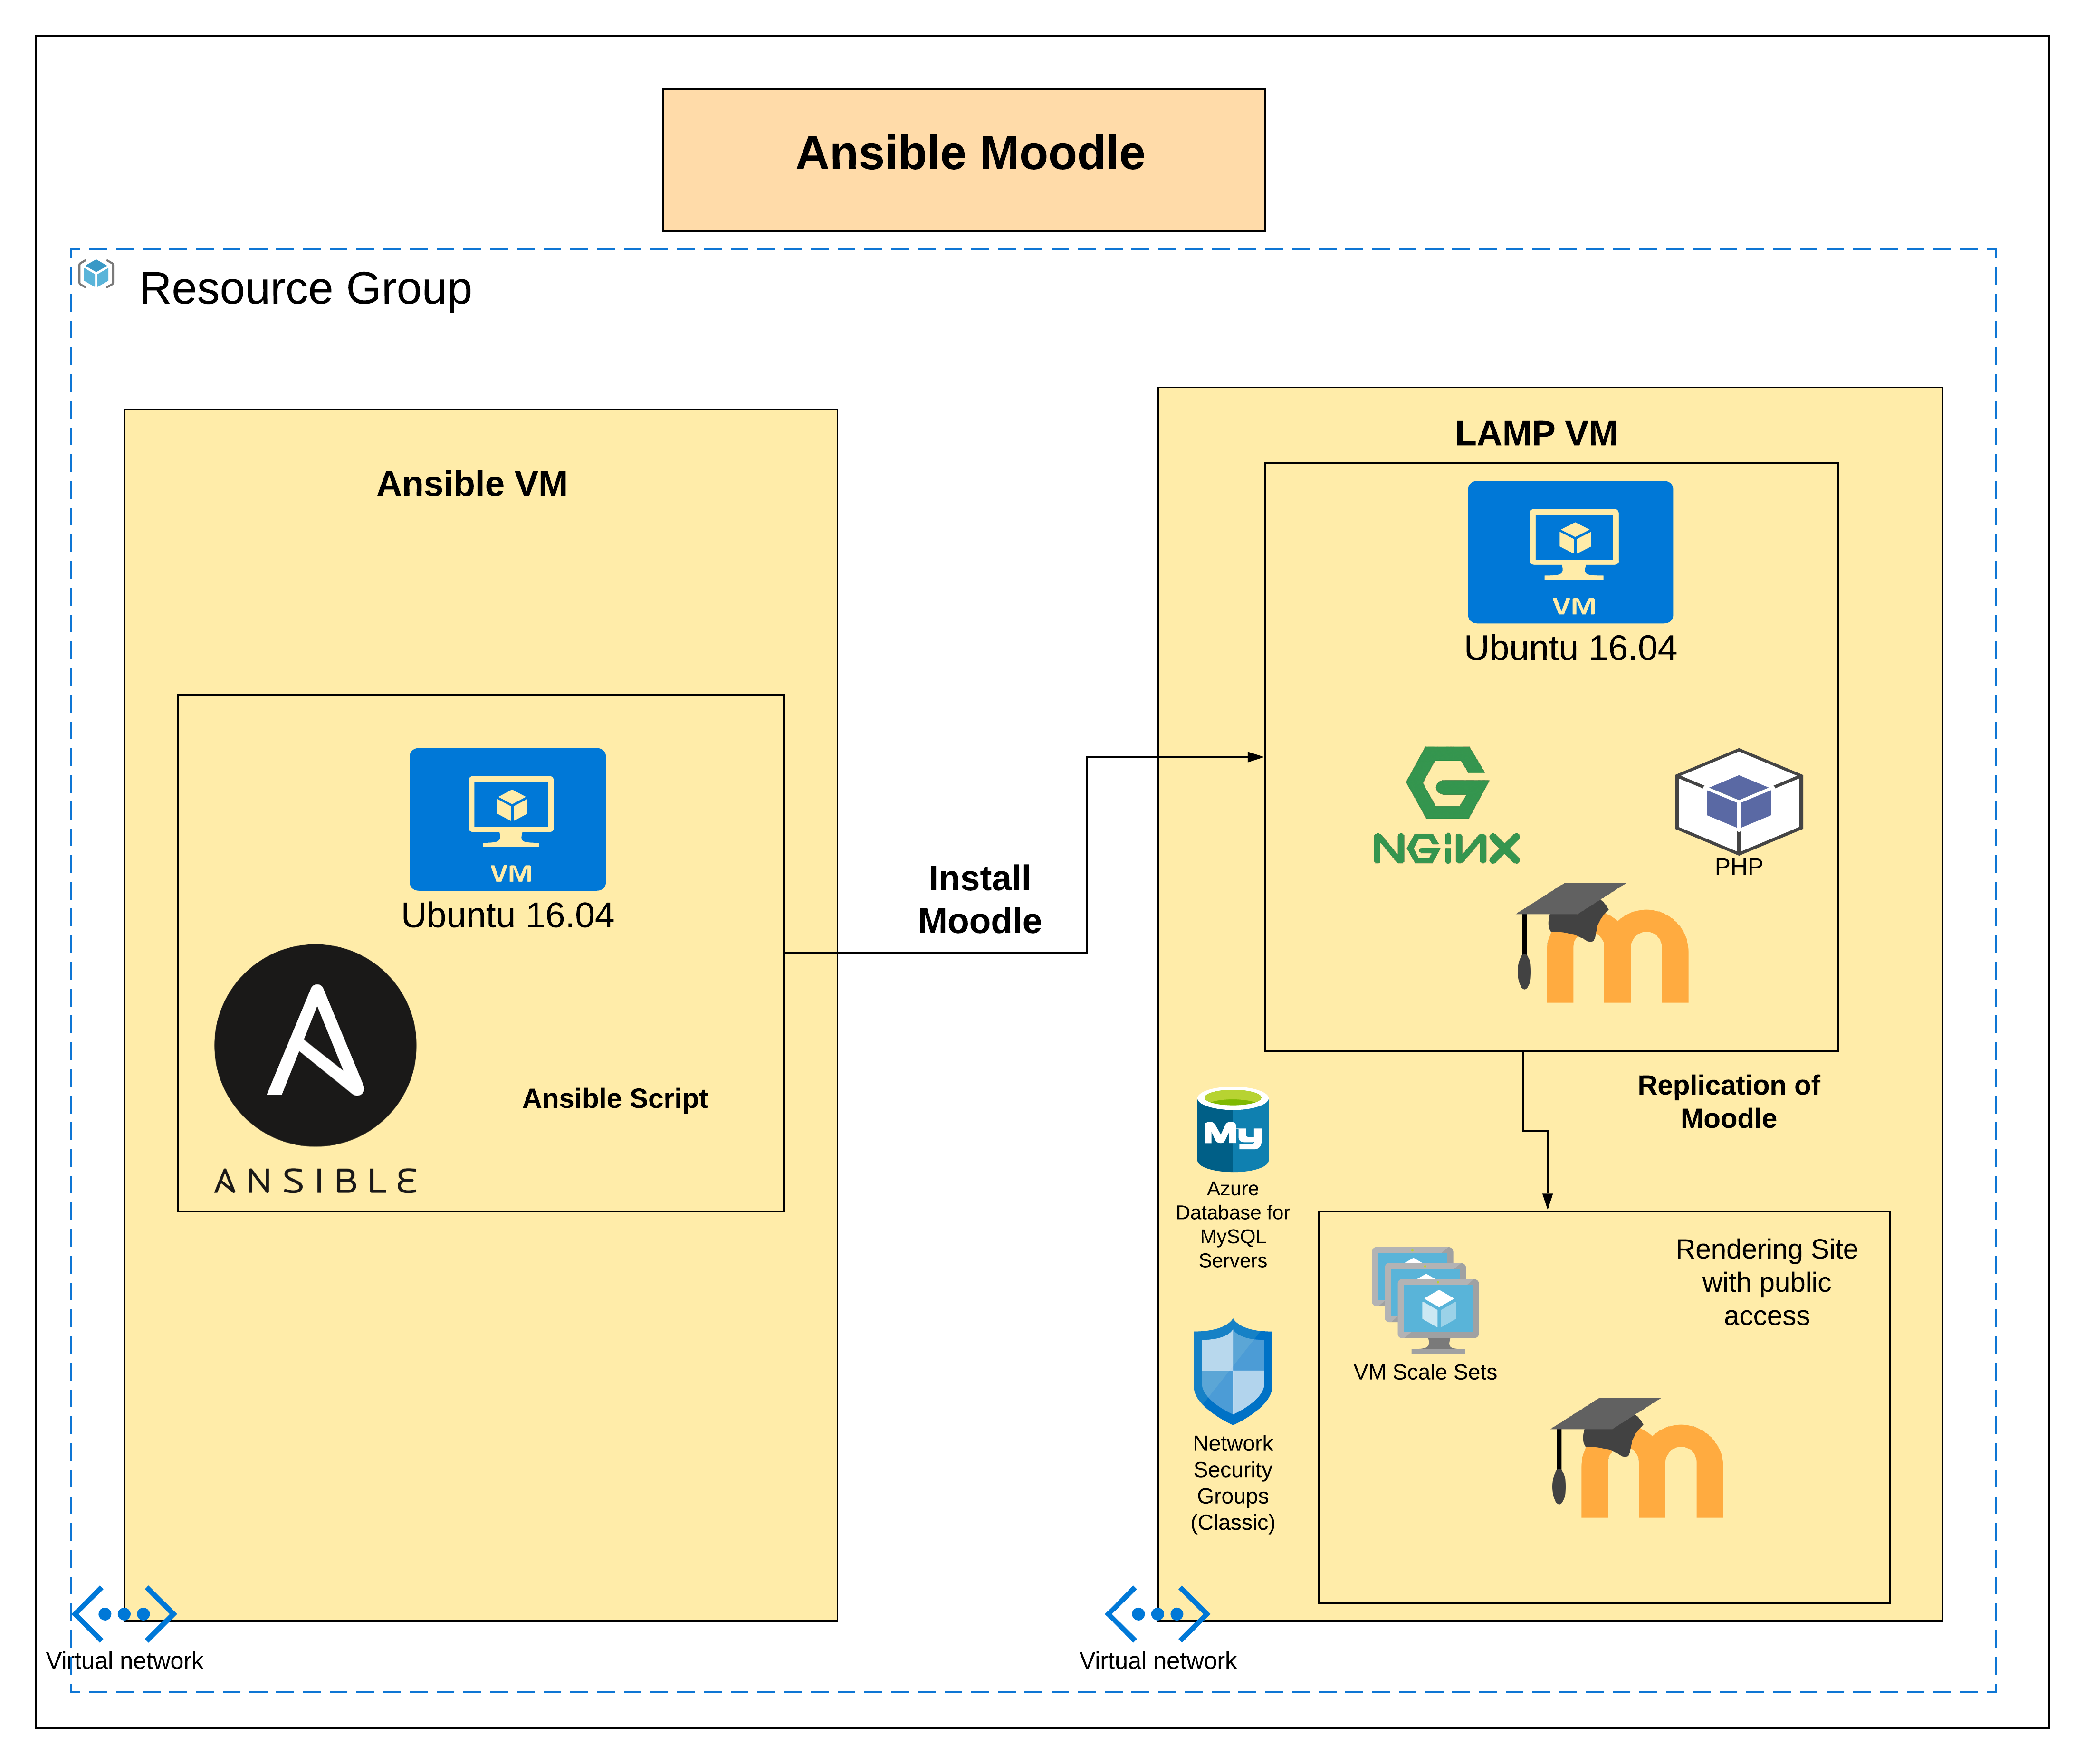 Ansible Moodle
Resource Group
Ansible VM
VM
Ubuntu 16.04
ANSIBLE
Ansible Script
Virtual network
Install
Moodle
LAMP VM
VM
Ubuntu 16.04
NGINX
PHP
m
Replication of
Moodle
My
Azure
Database for
MySQL
Servers
Network
Security
Groups
(Classic)
Rendering Site
with public
access
VM Scale Sets
m
Virtual network